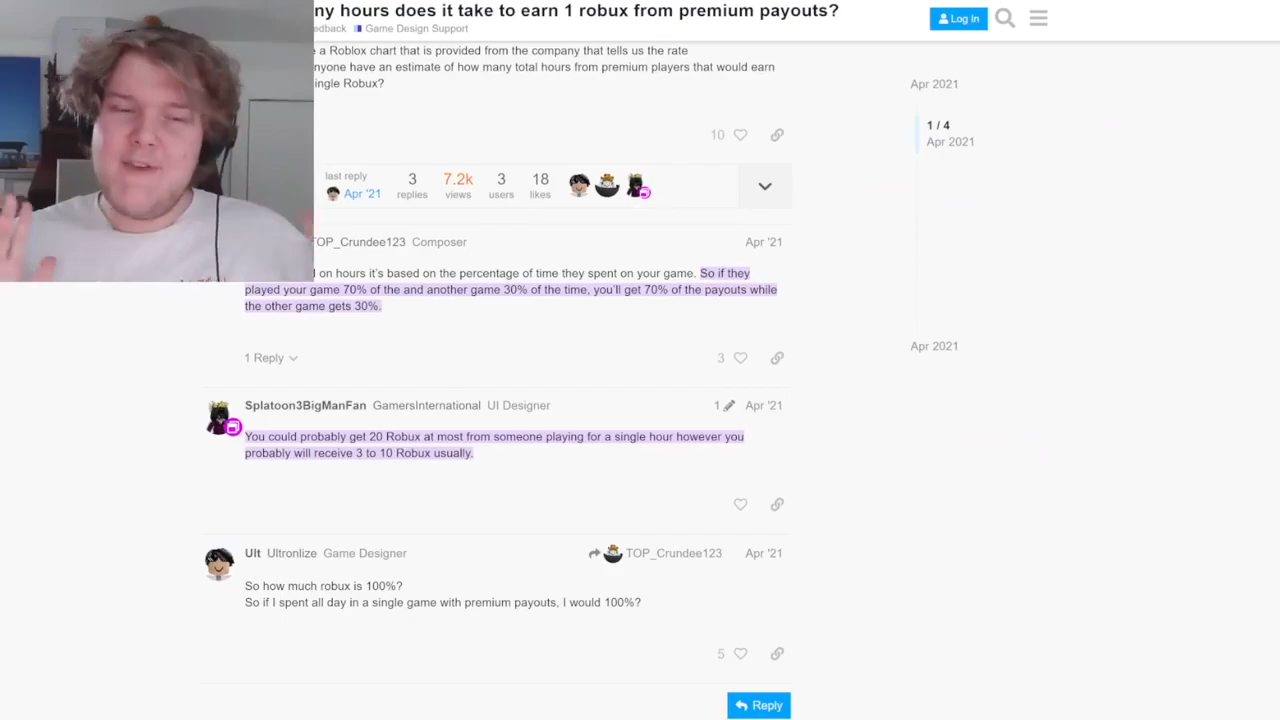 ny hours does it take to earn 1 robux from premium payouts?
edback Game Design Support
Log In
e a Roblox chart that is provided from the company that tells us the rate
nyone have an estimate of how many total hours from premium players that would earn
ingle Robux?
10
Apr 2021
1 / 4
Apr 2021
last reply
Apr '21
3
replies
7.2k
views
3
users
18
likes
OP_Crundee123 Composer Apr '21
l on hours it's based on the percentage of time they spent on your game. So if they
played your game 70% of the and another game 30% of the time, you'll get 70% of the payouts while
the other game gets 30%.
Apr 2021
1 Reply 3
Splatoon3BigManFan GamersInternational UI Designer 1 Apr '21
You could probably get 20 Robux at most from someone playing for a single hour however you
probably will receive 3 to 10 Robux usually.
Ult Ultronlize Game Designer TOP_Crundee123 Apr '21
So how much robux is 100%?
So if I spent all day in a single game with premium payouts, I would 100%?
5
Reply